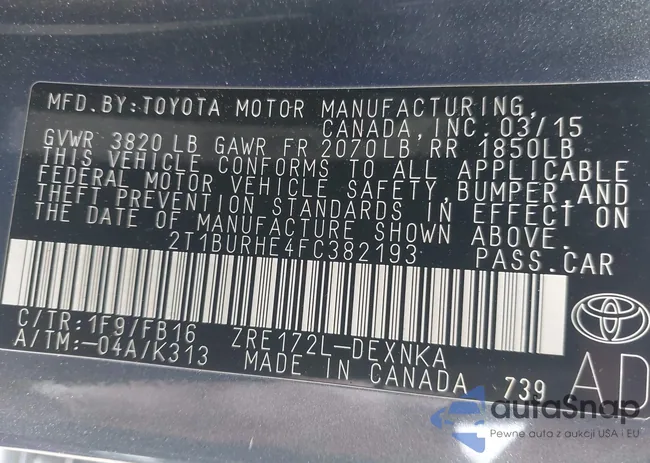 MFD. BY: TOYOTA MOTOR MANUFACTURING,
CANADA, INC. 03/15
GVWR 3820 LB GAWR FR 2070LB RR 1850LB
THIS VEHICLE CONFORMS TO ALL APPLICABLE
FEDERAL MOTOR VEHICLE SAFETY, BUMPER, AND
THEFT PREVENTION STANDARDS IN EFFECT ON
THE DATE OF MANUFACTURE SHOWN ABOVE.
2T1BURHE4FC382193 PASS. CAR
C/TR: 1F9/FB16 ZRE172L-DEXNKA
A/TM: -04A/K313 MADE IN CANADA 739 AD
autoSnap
Pewne auta z aukcji USA i EU